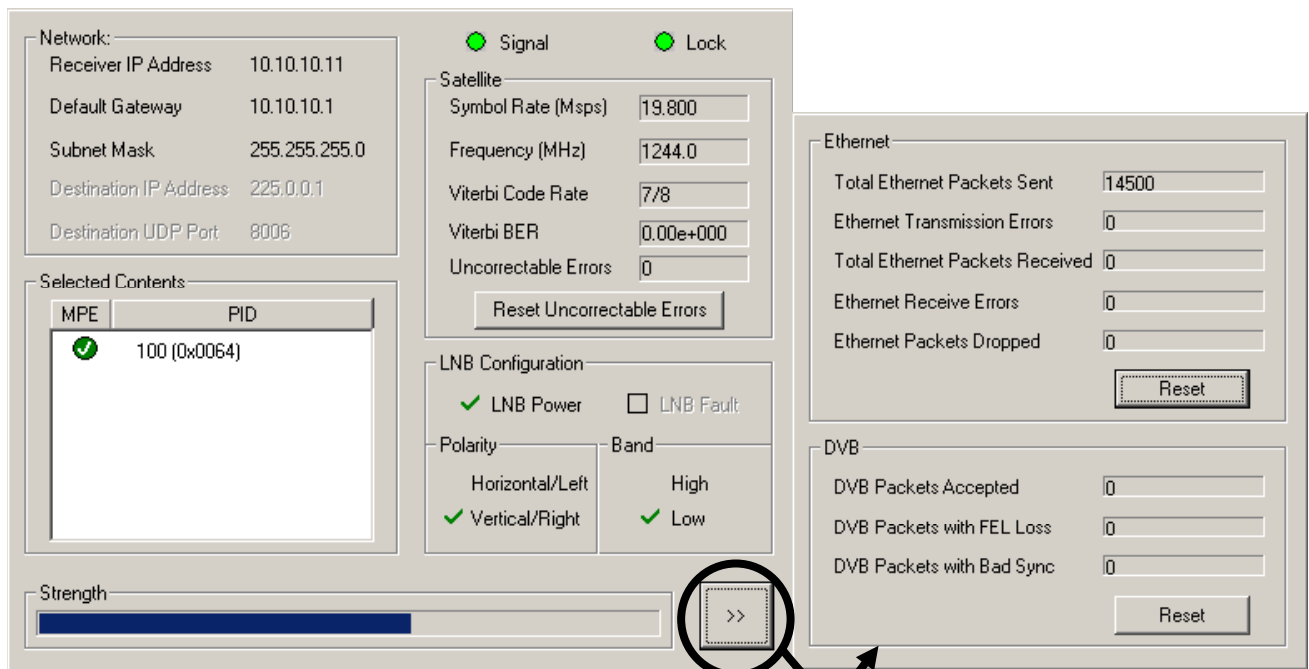 Network:
Receiver IP Address 10.10.10.11
Default Gateway 10.10.10.1
Subnet Mask 255.255.255.0
Destination IP Address 225.0.0.1
Destination UDP Port 8006
Selected Contents
MPE PID
100 (0x0064)
Signal Lock
Satellite
Symbol Rate (Msps) 19.800
Frequency (MHz) 1244.0
Viterbi Code Rate 7/8
Viterbi BER 0.00e+000
Uncorrectable Errors 0
Reset Uncorrectable Errors
LNB Configuration
LNB Power LNB Fault
Polarity Band
Horizontal/Left High
Vertical/Right Low
Strength
>>
Ethernet
Total Ethernet Packets Sent 14500
Ethernet Transmission Errors 0
Total Ethernet Packets Received 0
Ethernet Receive Errors 0
Ethernet Packets Dropped 0
Reset
DVB
DVB Packets Accepted 0
DVB Packets with FEL Loss 0
DVB Packets with Bad Sync 0
Reset